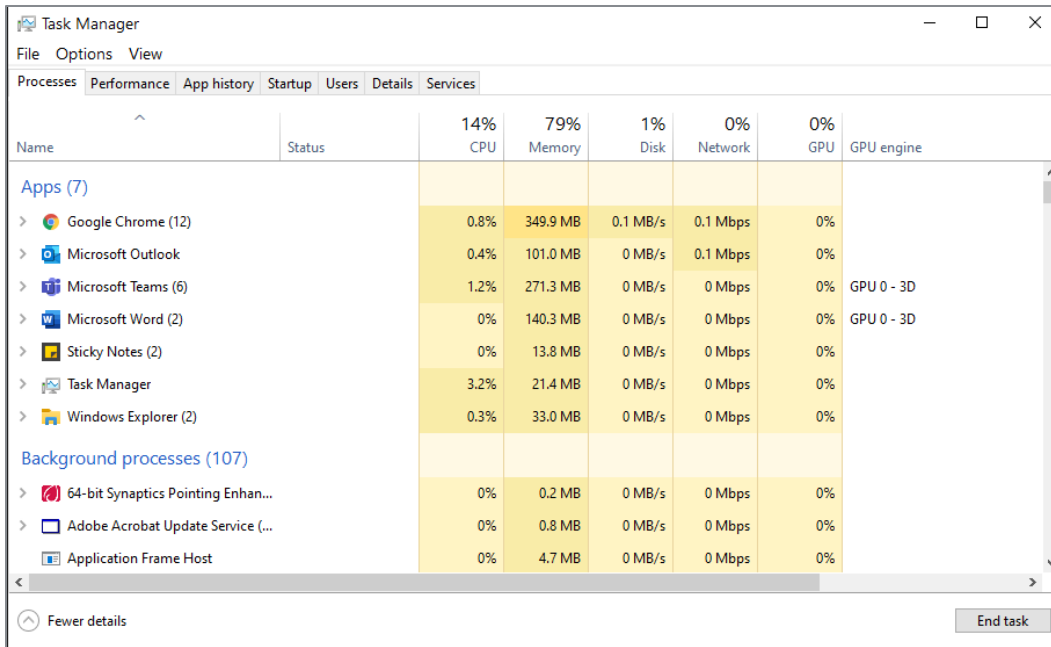 Task Manager
File Options View
Processes Performance App history Startup Users Details Services
14% 79% 1% 0% 0%
Name Status CPU Memory Disk Network GPU GPU engine
Apps (7)
Google Chrome (12) 0.8% 349.9 MB 0.1 MB/s 0.1 Mbps 0%
Microsoft Outlook 0.4% 101.0 MB 0 MB/s 0.1 Mbps 0%
Microsoft Teams (6) 1.2% 271.3 MB 0 MB/s 0 Mbps 0% GPU 0 - 3D
Microsoft Word (2) 0% 140.3 MB 0 MB/s 0 Mbps 0% GPU 0 - 3D
Sticky Notes (2) 0% 13.8 MB 0 MB/s 0 Mbps 0%
Task Manager 3.2% 21.4 MB 0 MB/s 0 Mbps 0%
Windows Explorer (2) 0.3% 33.0 MB 0 MB/s 0 Mbps 0%
Background processes (107)
64-bit Synaptics Pointing Enhan... 0% 0.2 MB 0 MB/s 0 Mbps 0%
Adobe Acrobat Update Service (... 0% 0.8 MB 0 MB/s 0 Mbps 0%
Application Frame Host 0% 4.7 MB 0 MB/s 0 Mbps 0%
Fewer details End task